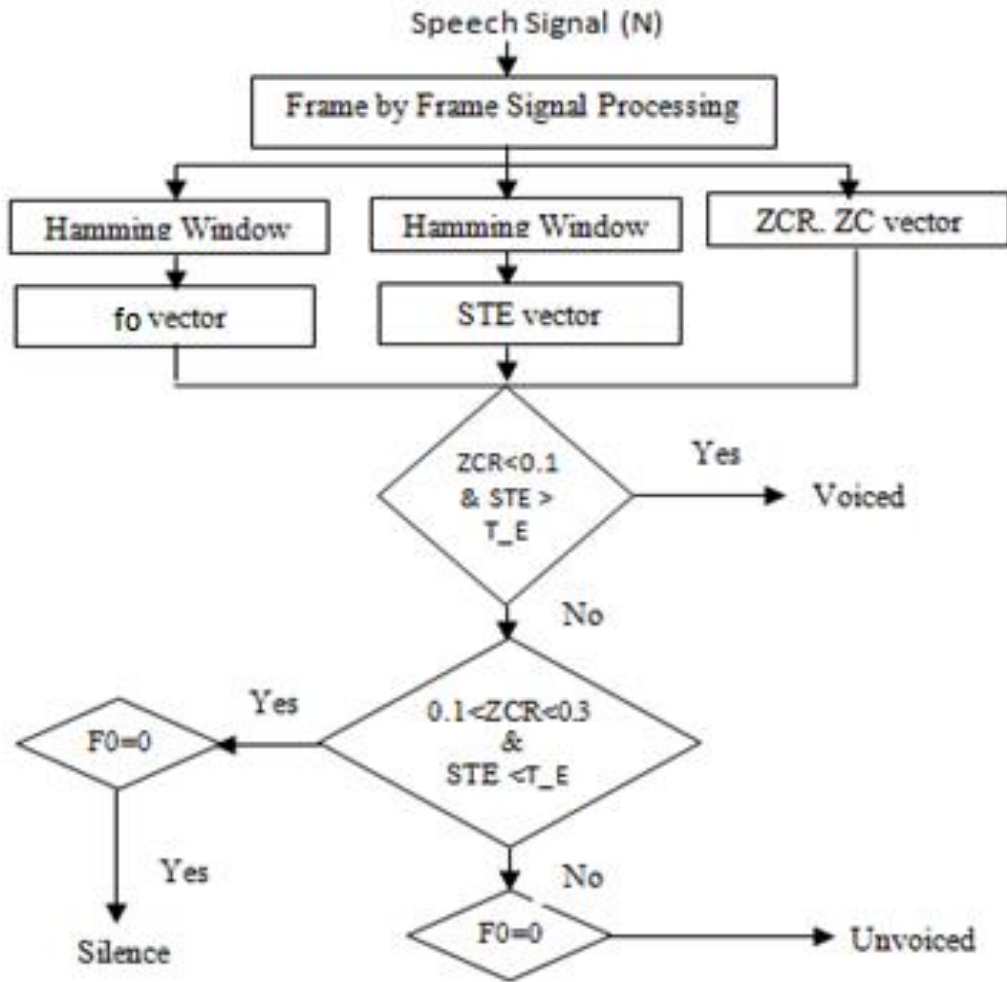 Speech Signal (N)
Frame by Frame Signal Processing
Hamming Window
Hamming Window
ZCR. ZC vector
fo vector
STE vector
ZCR<0.1
& STE >
T_E
Yes
Voiced
No
0.1<ZCR<0.3
&
STE <T_E
Yes
F0=0
Yes
Silence
No
F0=0
Unvoiced